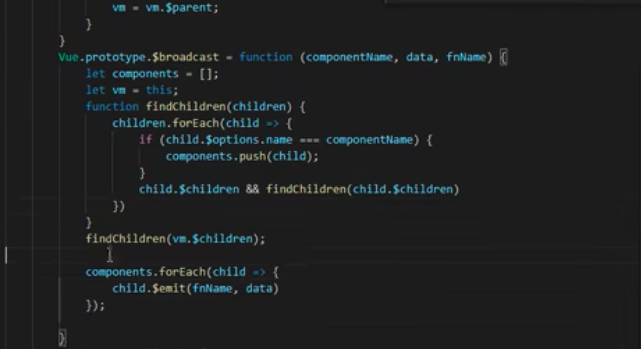 vm = vm.$parent;
}
}
Vue.prototype.$broadcast = function (componentName, data, fnName) {
let components = [];
let vm = this;
function findChildren(children) {
children.forEach(child => {
if (child.$options.name === componentName) {
components.push(child);
}
child.$children && findChildren(child.$children)
})
}
findChildren(vm.$children);
components.forEach(child => {
child.$emit(fnName, data)
});
}